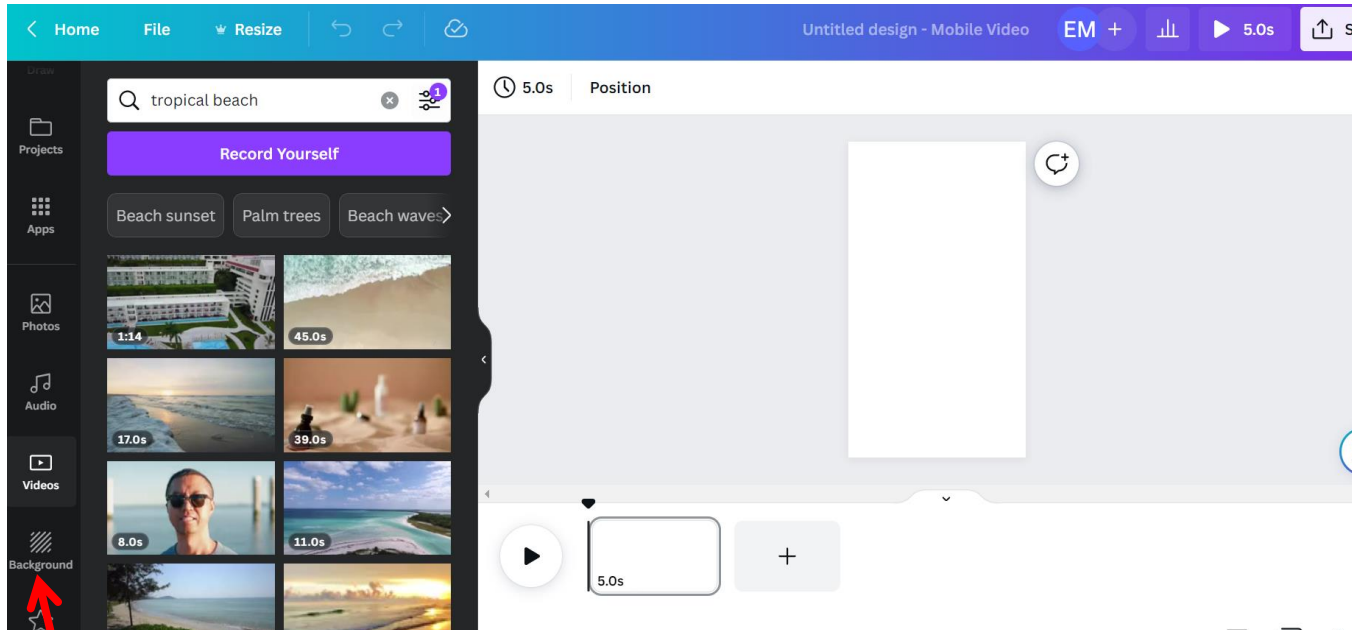 Home File Resize Untitled design - Mobile Video EM + 5.0s
Draw
tropical beach 1
5.0s Position
Projects
Record Yourself
Apps
Beach sunset Palm trees Beach waves
Photos
1:14 45.0s
Audio
17.0s 39.0s
Videos
8.0s 11.0s
Background
5.0s +